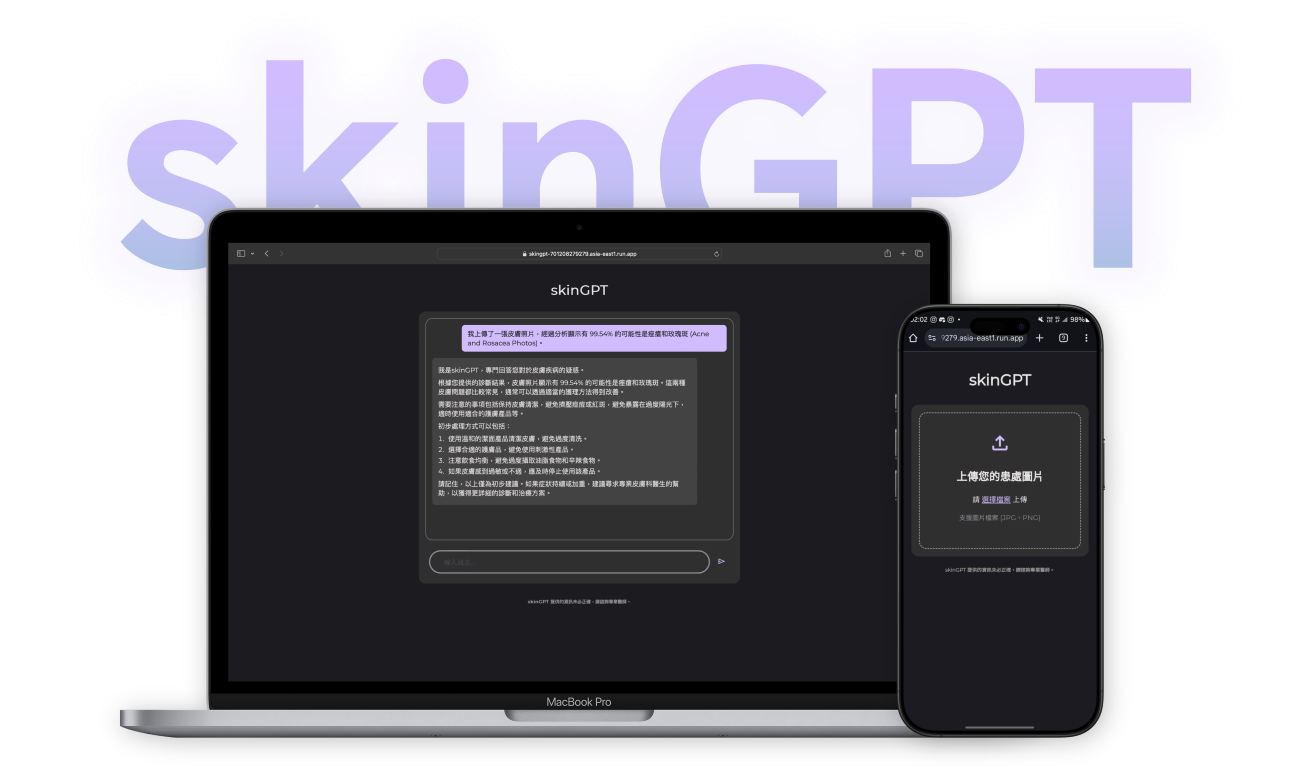 skinGPT
skingpt-701208279279.asia-east1.run.app
skinGPT
我上傳了一張皮膚照片，經過分析顯示有 99.54% 的可能性是痤瘡和玫瑰斑 (Acne
and Rosacea Photos)。
我是skinGPT，專門回答您對於皮膚疾病的疑惑。
根據您提供的診斷結果，皮膚照片顯示有 99.54% 的可能性是痤瘡和玫瑰斑。這兩種
皮膚問題都比較常見，通常可以透過適當的護理方法得到改善。
需要注意的事項包括保持皮膚清潔，避免擠壓痘痘或紅斑，避免暴露在過度陽光下，
適時使用適合的護膚產品等。
初步處理方式可以包括：
1. 使用溫和的潔面產品清潔皮膚，避免過度清洗。
2. 選擇合適的護膚品，避免使用刺激性產品。
3. 注意飲食均衡，避免過度攝取油脂食物和辛辣食物。
4. 如果皮膚感到過敏或不適，應及時停止使用該產品。
請記住，以上僅為初步建議。如果症狀持續或加重，建議尋求專業皮膚科醫生的幫
助，以獲得更詳細的診斷和治療方案。
輸入訊息...
skinGPT 提供的資訊未必正確，請諮詢專業醫師。
MacBook Pro
2:02
98%
9279.asia-east1.run.app
9
skinGPT
上傳您的患處圖片
請 選擇檔案 上傳
支援圖片檔案 (JPG、PNG)
skinGPT 提供的資訊未必正確，請諮詢專業醫師。